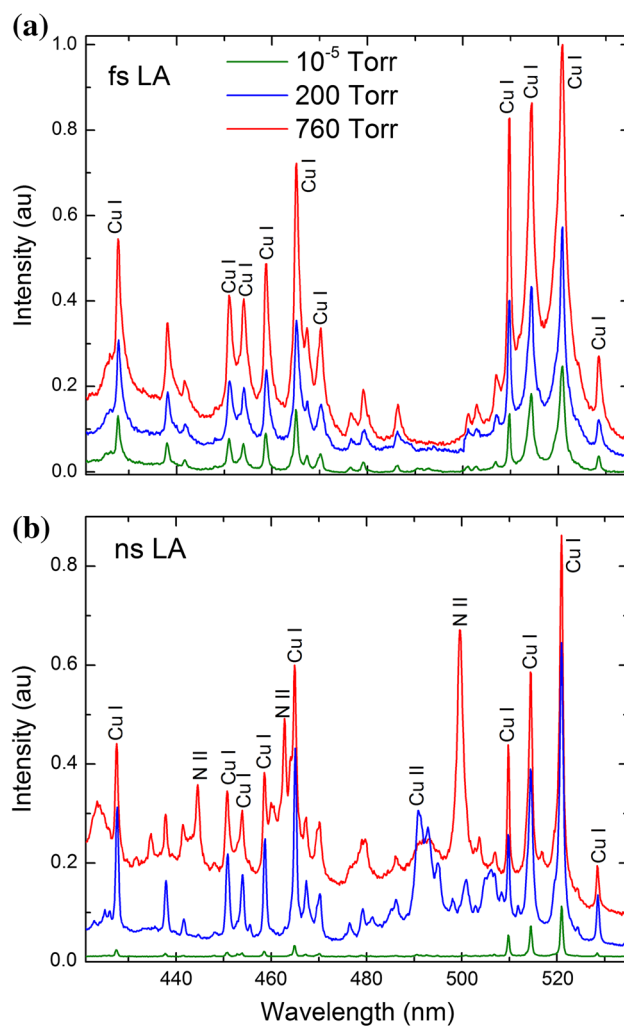 (a)
fs LA
10⁻⁵ Torr
200 Torr
760 Torr
Cu I
Cu I
Cu I
Cu I
Cu I
Cu I
Cu I
Cu I
Cu I
Cu I
1.0
0.8
0.6
0.4
0.2
0.0
Intensity (au)
(b)
ns LA
Cu I
N II
Cu I
Cu I
Cu I
N II
Cu I
Cu II
N II
Cu I
Cu I
Cu I
Cu I
0.8
0.6
0.4
0.2
0.0
Intensity (au)
440 460 480 500 520
Wavelength (nm)